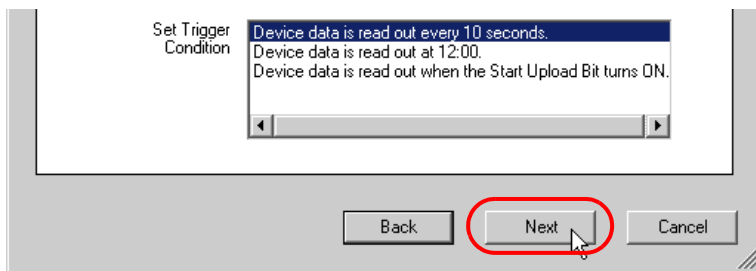 Set Trigger
Condition
Device data is read out every 10 seconds.
Device data is read out at 12:00.
Device data is read out when the Start Upload Bit turns ON.
Back
Next
Cancel